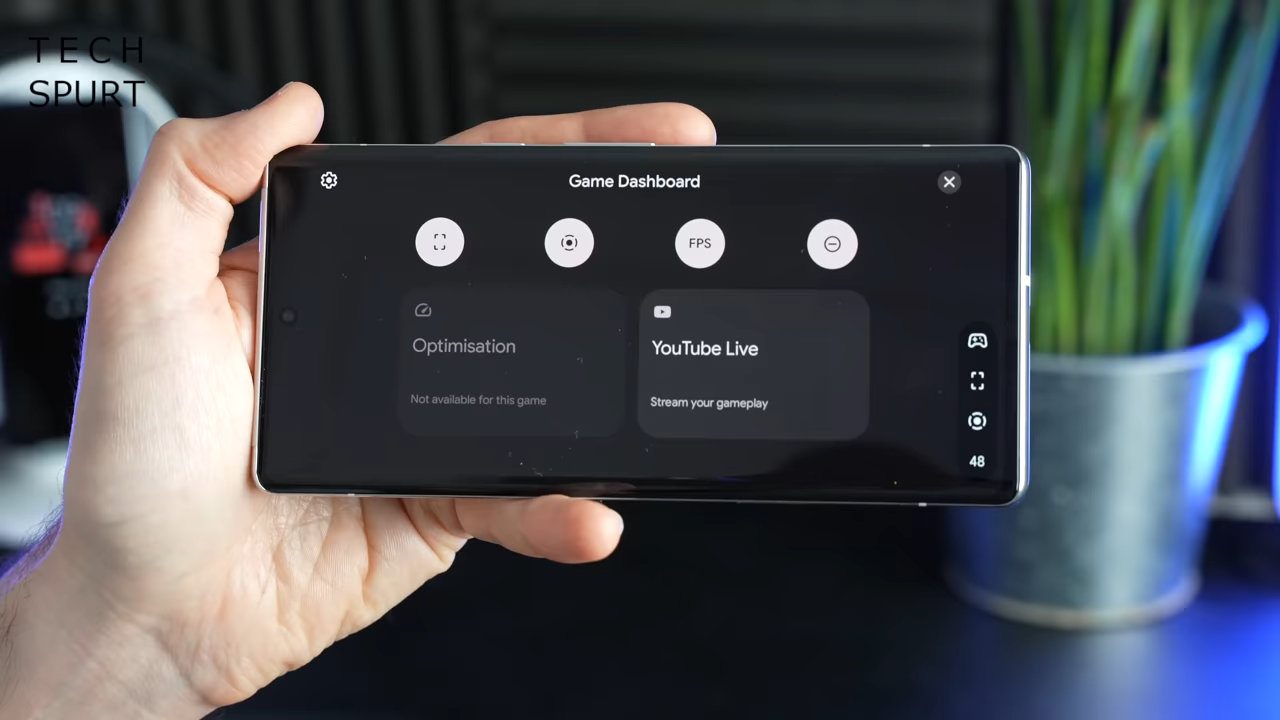 TECH
SPURT
Game Dashboard
FPS
Optimisation
Not available for this game
YouTube Live
Stream your gameplay
48